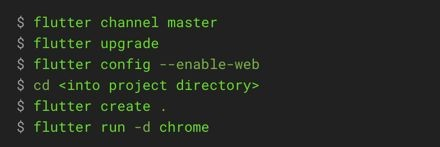 $ flutter channel master
$ flutter upgrade
$ flutter config --enable-web
$ cd <into project directory>
$ flutter create .
$ flutter run -d chrome